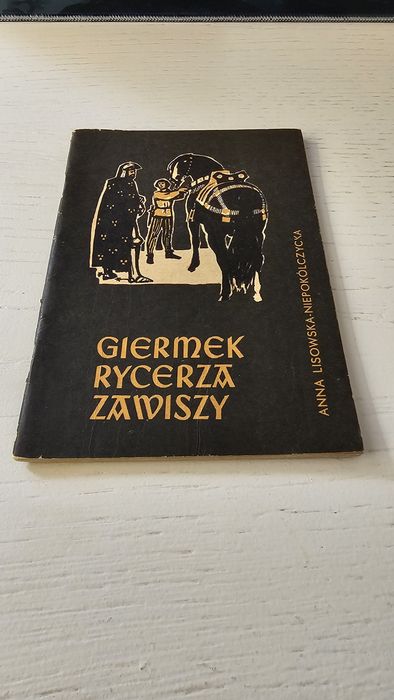 GIERMEK
RYCERZA
ZAWISZY
ANNA LISOWSKA-NIEPOKÓLCZYCKA